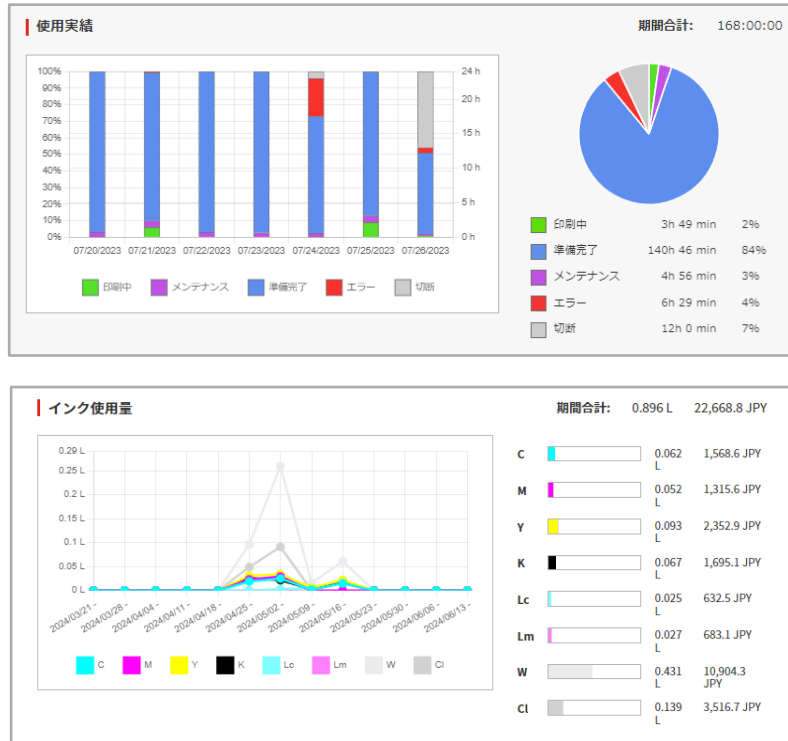 使用実績
期間合計: 168:00:00
100%
90%
80%
70%
60%
50%
40%
30%
20%
10%
0%
24 h
20 h
15 h
10 h
5 h
0 h
07/20/2023 07/21/2023 07/22/2023 07/23/2023 07/24/2023 07/25/2023 07/26/2023
印刷中 メンテナンス 準備完了 エラー 切断
印刷中 3h 49 min 2%
準備完了 140h 46 min 84%
メンテナンス 4h 56 min 3%
エラー 6h 29 min 4%
切断 12h 0 min 7%
インク使用量
期間合計: 0.896 L 22,668.8 JPY
0.29 L
0.25 L
0.2 L
0.15 L
0.1 L
0.05 L
0 L
2024/03/21 - 2024/03/28 - 2024/04/04 - 2024/04/11 - 2024/04/18 - 2024/04/25 - 2024/05/02 - 2024/05/09 - 2024/05/16 - 2024/05/23 - 2024/05/30 - 2024/06/06 - 2024/06/13 -
C M Y K Lc Lm W Cl
C 0.062 1,568.6 JPY
L
M 0.052 1,315.6 JPY
L
Y 0.093 2,352.9 JPY
L
K 0.067 1,695.1 JPY
L
Lc 0.025 632.5 JPY
L
Lm 0.027 683.1 JPY
L
W 0.431 10,904.3
L JPY
Cl 0.139 3,516.7 JPY
L